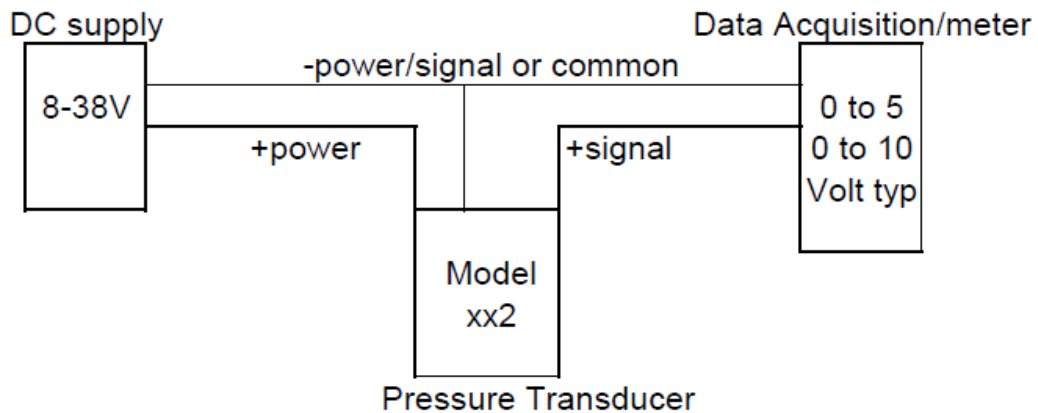 DC supply
Data Acquisition/meter
-power/signal or common
8-38V
0 to 5
0 to 10
Volt typ
+power
+signal
Model
xx2
Pressure Transducer